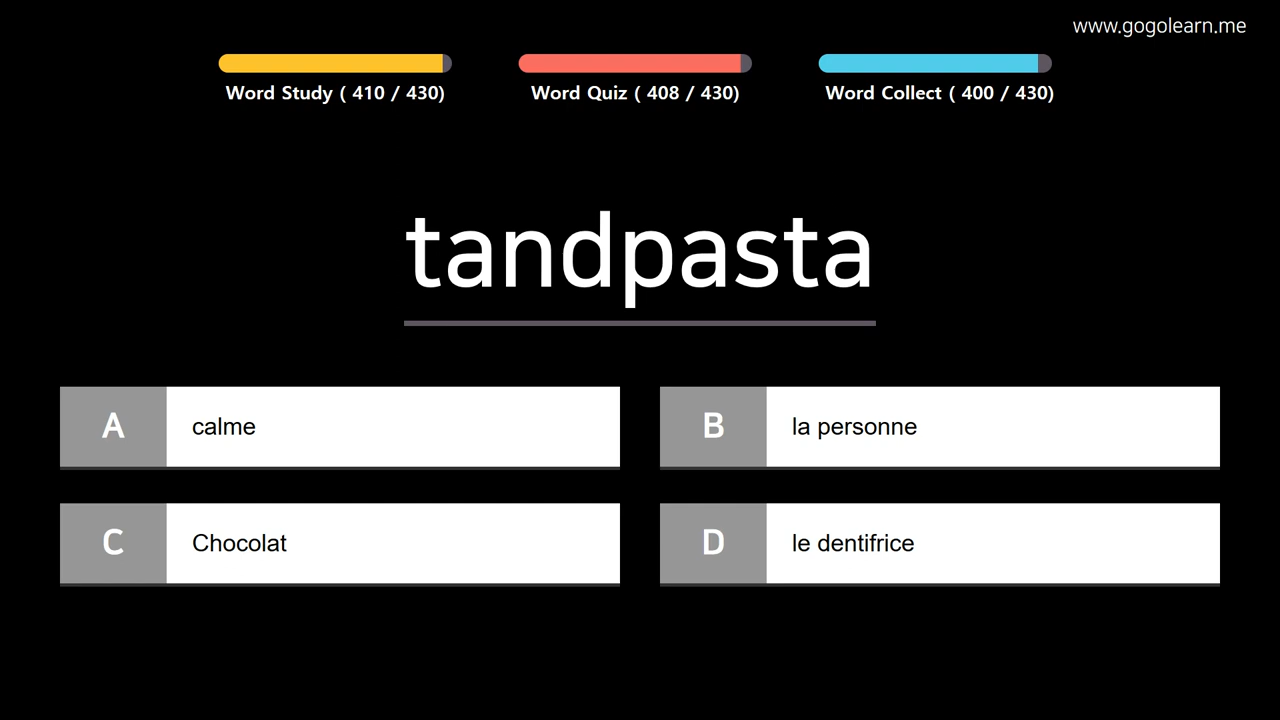 www.gogolearn.me
Word Study ( 410 / 430)
Word Quiz ( 408 / 430)
Word Collect ( 400 / 430)
tandpasta
A calme
B la personne
C Chocolat
D le dentifrice